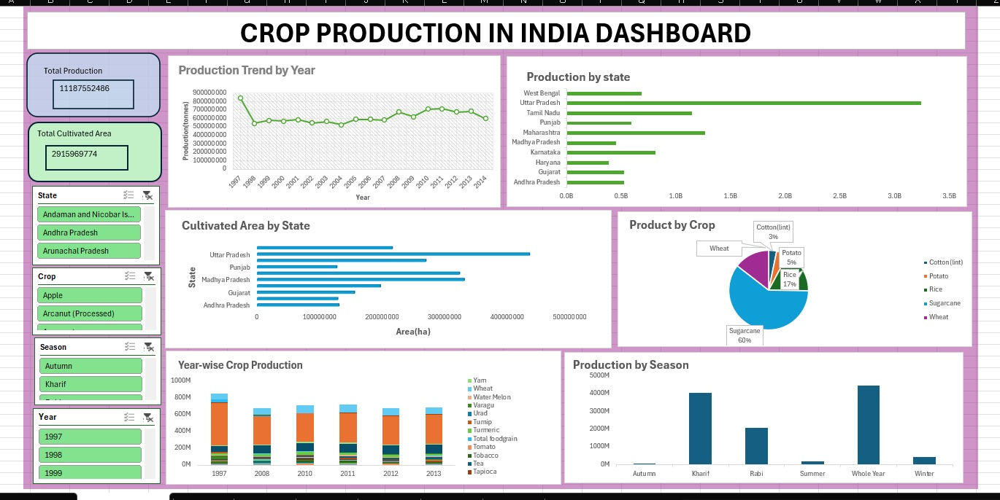 CROP PRODUCTION IN INDIA DASHBOARD
Total Production
11187552486
Total Cultivated Area
2915969774
State
Andaman and Nicobar Is...
Andhra Pradesh
Arunachal Pradesh
Crop
Apple
Arcanut (Processed)
Season
Autumn
Kharif
Year
1997
1998
1999
Production Trend by Year
Production(tonnes)
900000000
800000000
700000000
600000000
500000000
400000000
300000000
200000000
100000000
0
1997 1998 1999 2000 2001 2002 2003 2004 2005 2006 2007 2008 2009 2010 2011 2012 2013 2014
Year
Production by state
West Bengal
Uttar Pradesh
Tamil Nadu
Punjab
Maharashtra
Madhya Pradesh
Karnataka
Haryana
Gujarat
Andhra Pradesh
0.0B 0.5B 1.0B 1.5B 2.0B 2.5B 3.0B 3.5B
Cultivated Area by State
State
Uttar Pradesh
Punjab
Madhya Pradesh
Gujarat
Andhra Pradesh
0 100000000 200000000 300000000 400000000 500000000
Area(ha)
Product by Crop
Cotton(lint)
3%
Wheat
Potato
5%
Rice
17%
Sugarcane
60%
Cotton(lint)
Potato
Rice
Sugarcane
Wheat
Year-wise Crop Production
1000M
800M
600M
400M
200M
0M
1997 2008 2010 2011 2012 2013
Yam
Wheat
Water Melon
Varagu
Urad
Turnip
Turmeric
Total foodgrain
Tomato
Tobacco
Tea
Tapioca
Production by Season
5000M
4000M
3000M
2000M
1000M
0M
Autumn Kharif Rabi Summer Whole Year Winter